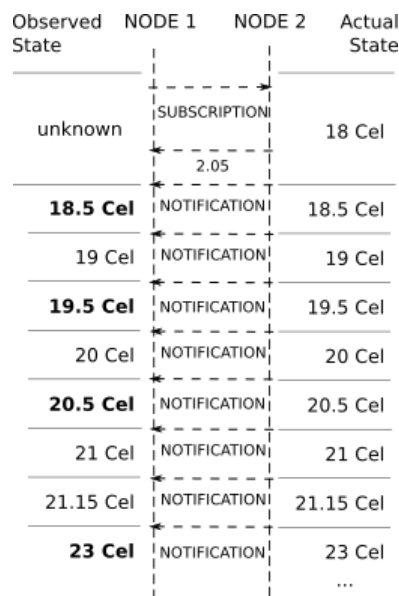 Observed State NODE 1 NODE 2 Actual State
SUBSCRIPTION
unknown 18 Cel
2.05
18.5 Cel NOTIFICATION 18.5 Cel
19 Cel NOTIFICATION 19 Cel
19.5 Cel NOTIFICATION 19.5 Cel
20 Cel NOTIFICATION 20 Cel
20.5 Cel NOTIFICATION 20.5 Cel
21 Cel NOTIFICATION 21 Cel
21.15 Cel NOTIFICATION 21.15 Cel
23 Cel NOTIFICATION 23 Cel
...